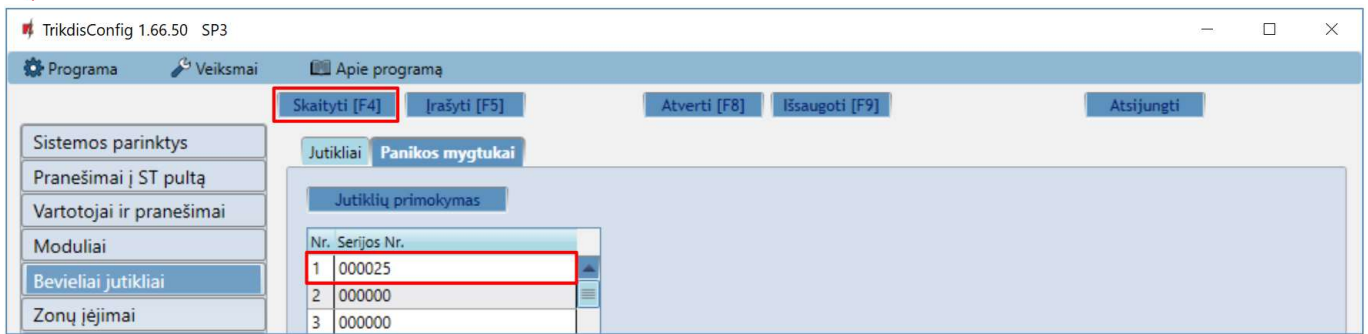 TrikdisConfig 1.66.50 SP3
Programa Veiksmai Apie programą
Skaityti [F4] Įrašyti [F5] Atverti [F8] Išsaugoti [F9] Atsijungti
Sistemos parinktys
Pranešimai į ST pultą
Vartotojai ir pranešimai
Moduliai
Bevieliai jutikliai
Zonų įėjimai
Jutikliai Panikos mygtukai
Jutiklių primokymas
Nr. Serijos Nr.
1 000025
2 000000
3 000000